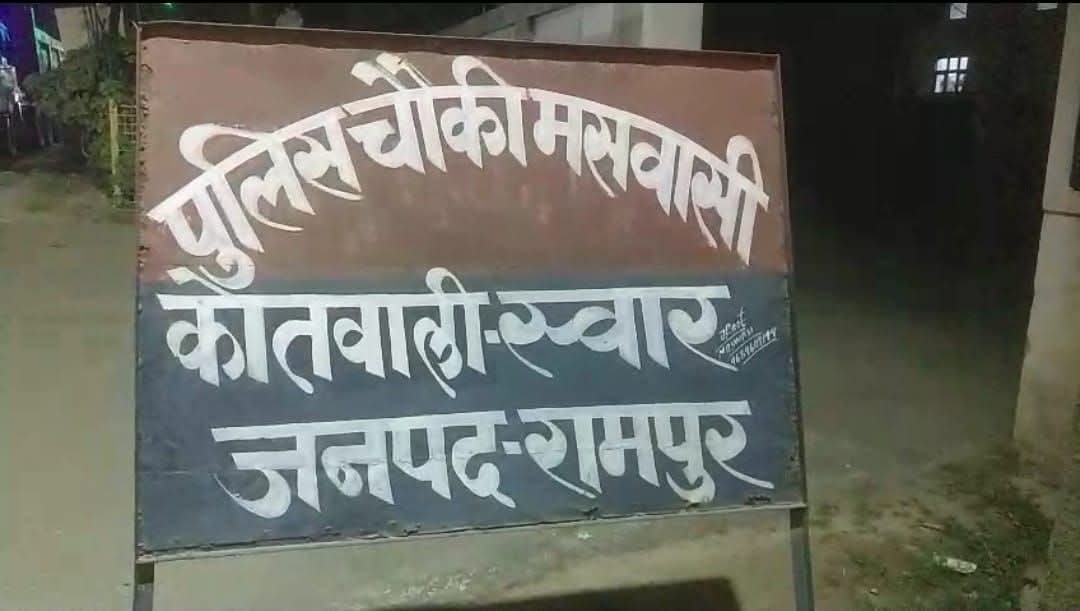 पुलिस चौकी मसवासी
कोतवाली-स्वार
जनपद-रामपुर